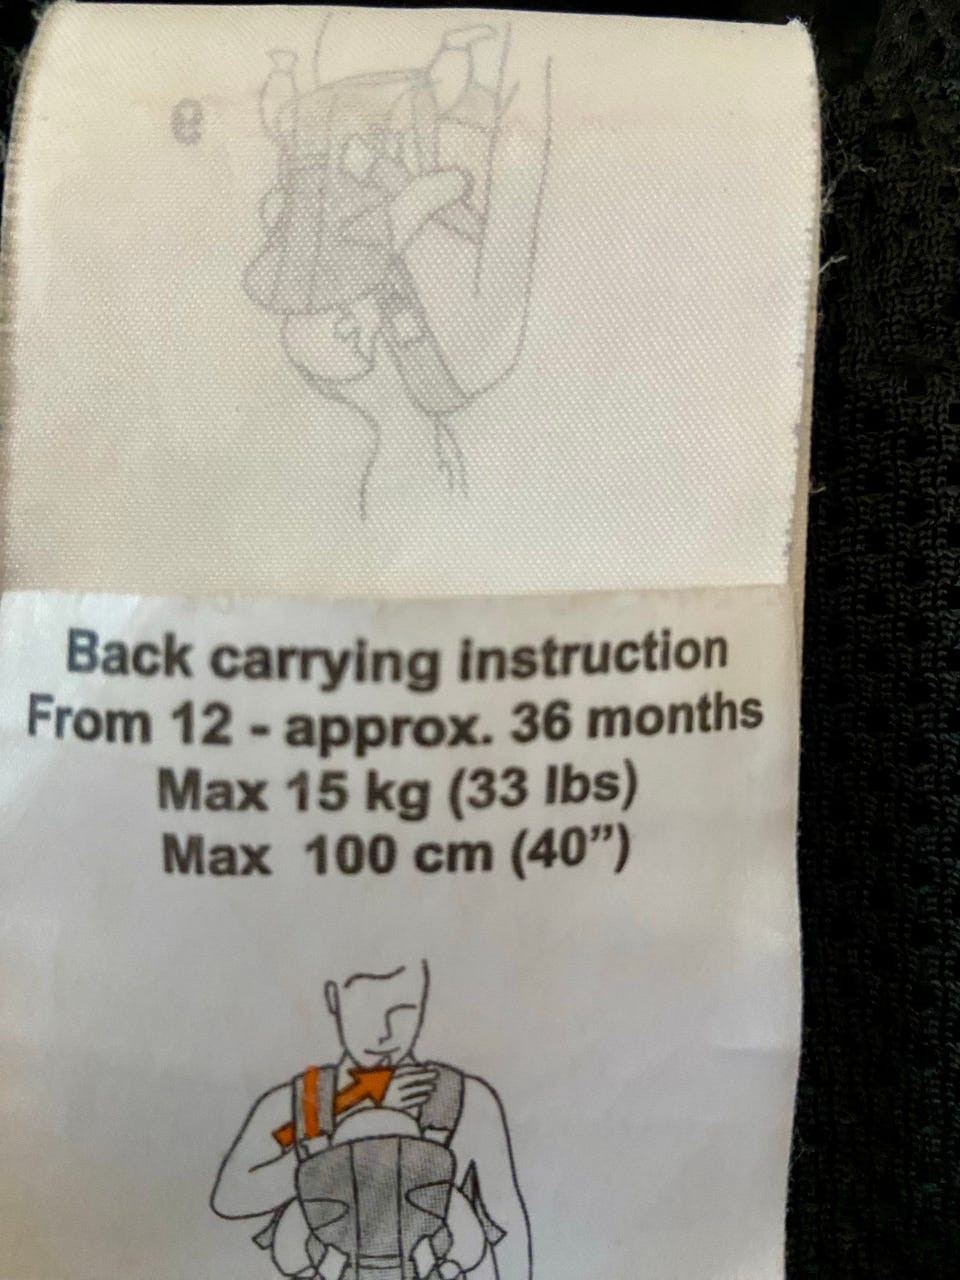 e
Back carrying instruction
From 12 - approx. 36 months
Max 15 kg (33 lbs)
Max 100 cm (40”)